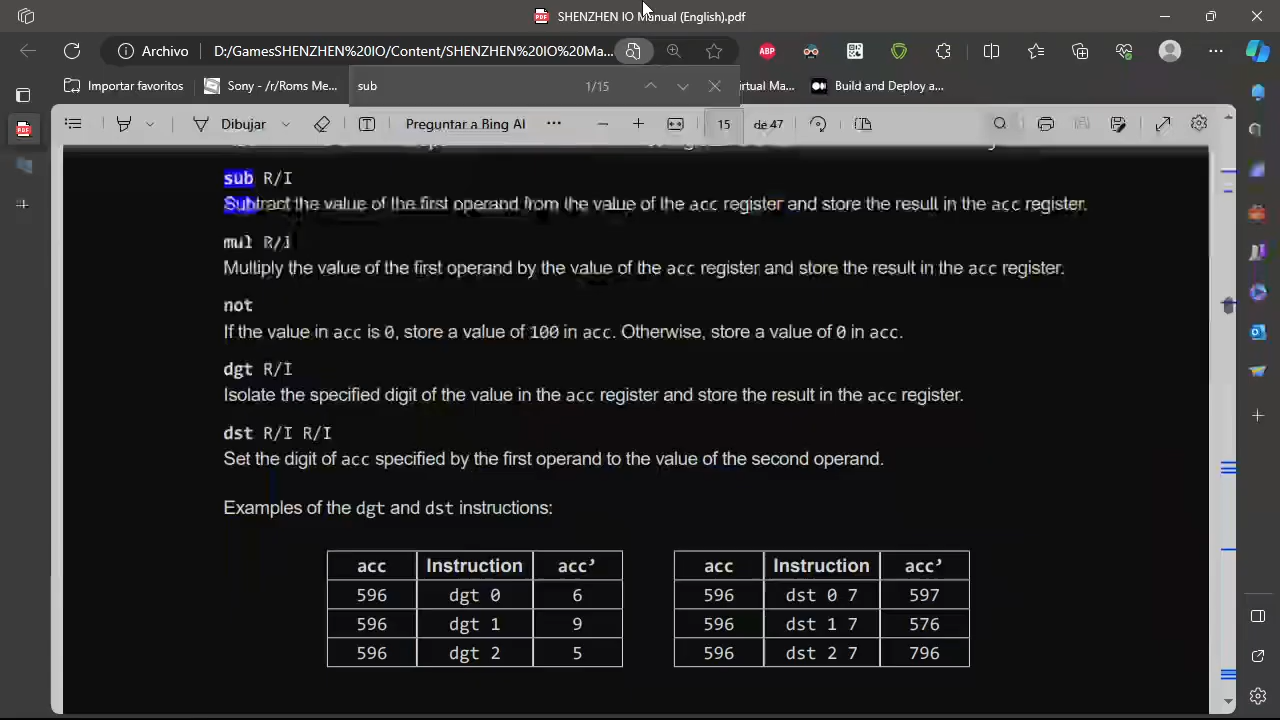 SHENZHEN IO Manual (English).pdf
Archivo D:/GamesSHENZHEN%20IO/Content/SHENZHEN%20IO%20Ma...
ABP
Importar favoritos Sony - /r/Roms Me... sub 1/15 irtual Ma... Build and Deploy a...
Dibujar Preguntar a Bing AI 15 de 47
sub R/I
Subtract the value of the first operand from the value of the acc register and store the result in the acc register.
mul R/I
Multiply the value of the first operand by the value of the acc register and store the result in the acc register.
not
If the value in acc is 0, store a value of 100 in acc. Otherwise, store a value of 0 in acc.
dgt R/I
Isolate the specified digit of the value in the acc register and store the result in the acc register.
dst R/I R/I
Set the digit of acc specified by the first operand to the value of the second operand.
Examples of the dgt and dst instructions:
acc Instruction acc’ acc Instruction acc’
596 dgt 0 6 596 dst 0 7 597
596 dgt 1 9 596 dst 1 7 576
596 dgt 2 5 596 dst 2 7 796